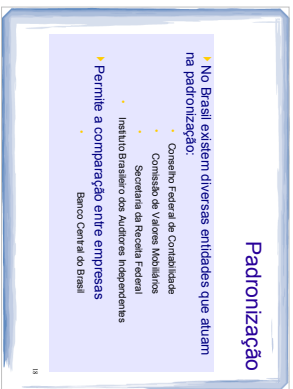 Padronização
No Brasil existem diversas entidades que atuam
na padronização:
Conselho Federal de Contabilidade
Comissão de Valores Mobiliários
Secretaria da Receita Federal
Instituto Brasileiro dos Auditores Independentes
Permite a comparação entre empresas
Banco Central do Brasil
18